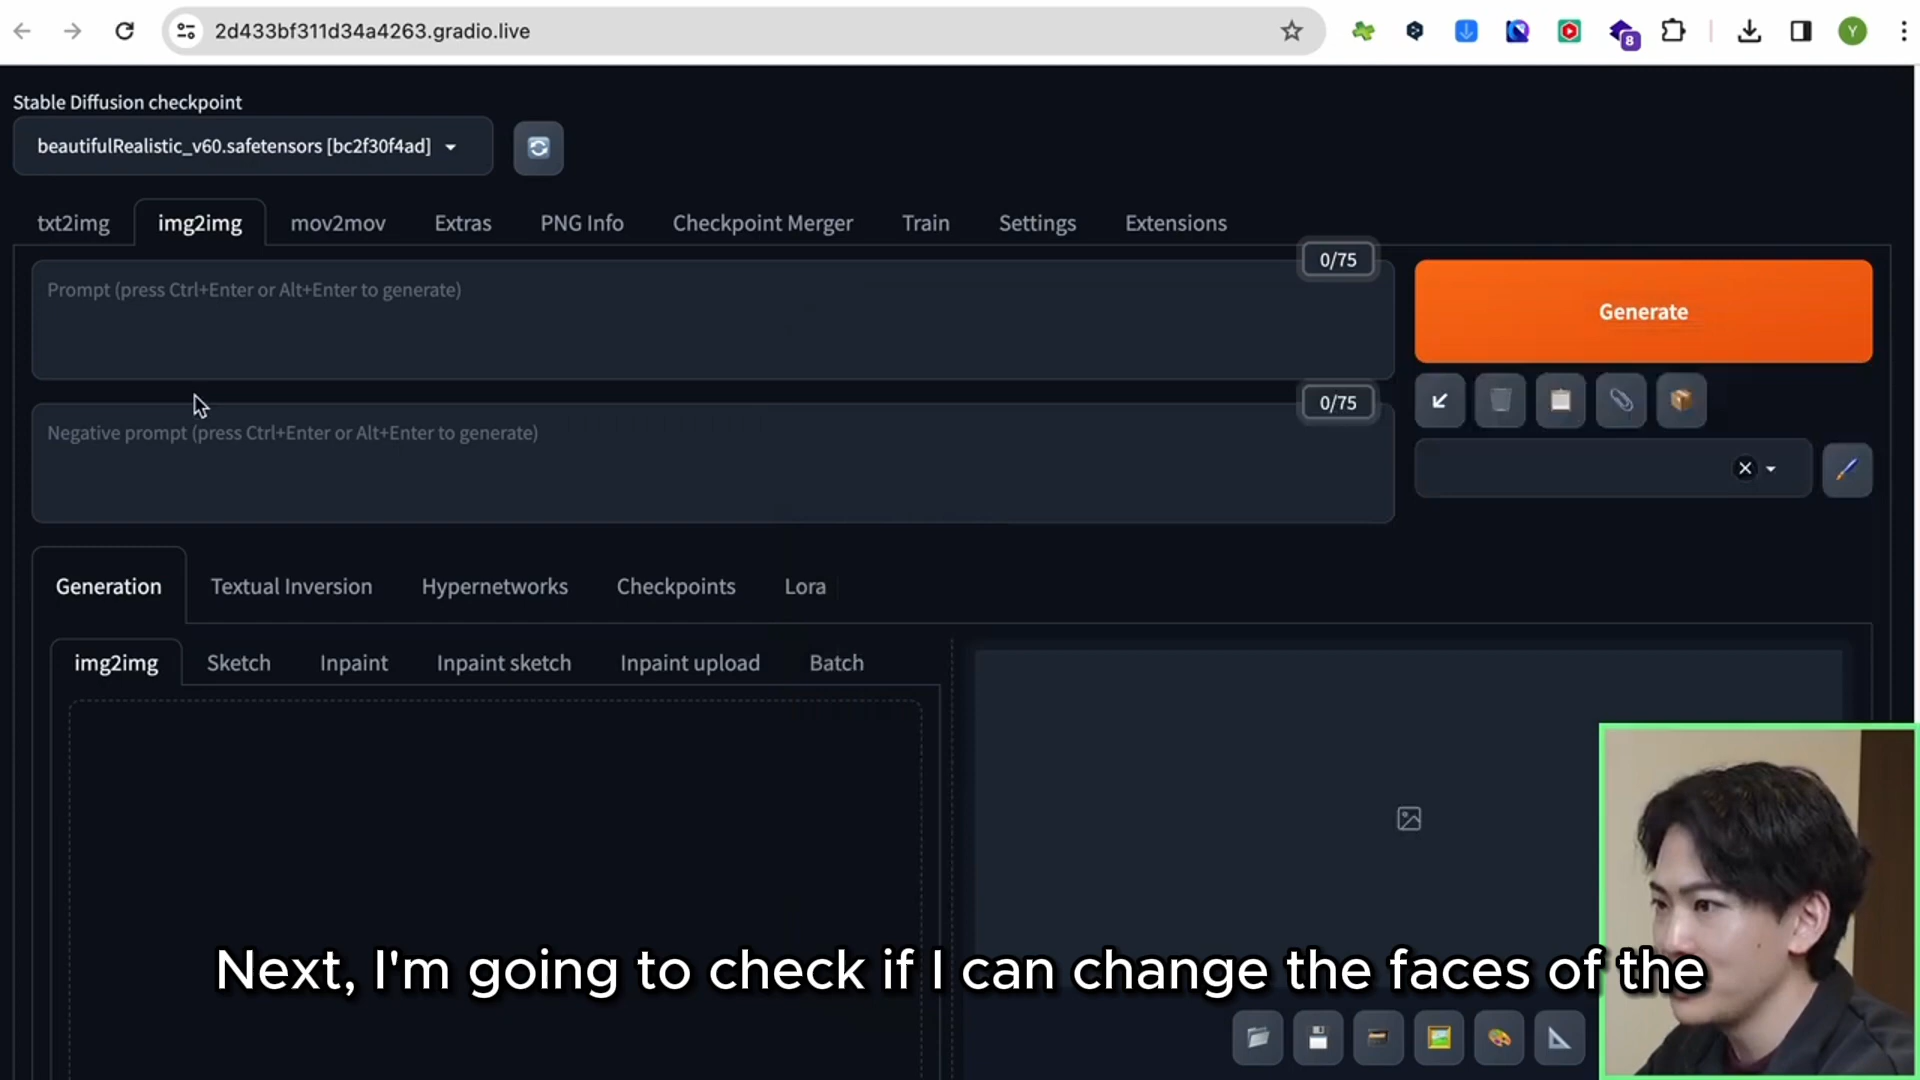 2d433bf311d34a4263.gradio.live
8
Y
Stable Diffusion checkpoint
beautifulRealistic_v60.safetensors [bc2f30f4ad]
txt2img img2img mov2mov Extras PNG Info Checkpoint Merger Train Settings Extensions
0/75
Prompt (press Ctrl+Enter or Alt+Enter to generate)
Generate
0/75
Negative prompt (press Ctrl+Enter or Alt+Enter to generate)
Generation Textual Inversion Hypernetworks Checkpoints Lora
img2img Sketch Inpaint Inpaint sketch Inpaint upload Batch
Next, I'm going to check if I can change the faces of the